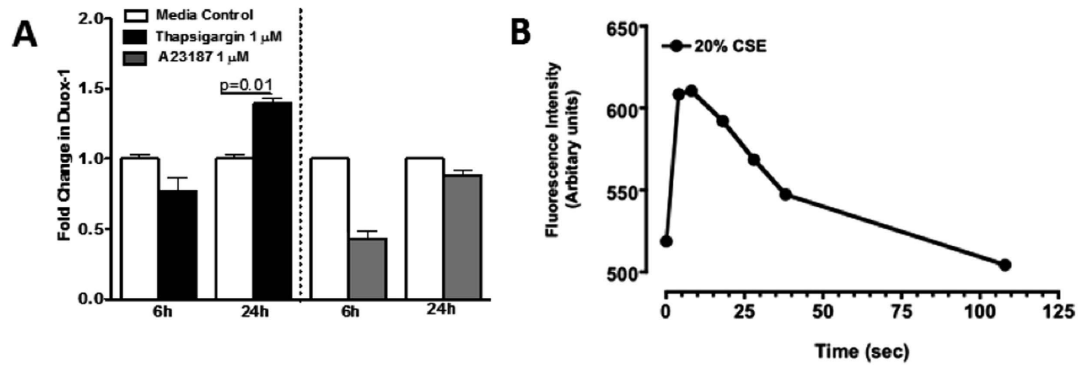 A
Media Control
Thapsigargin 1 µM
A23187 1 µM
p=0.01
Fold Change in Duox-1
2.0
1.5
1.0
0.5
0.0
6h
24h
6h
24h
B
20% CSE
Fluorescence Intensity
(Arbitary units)
650
600
550
500
0
25
50
75
100
125
Time (sec)